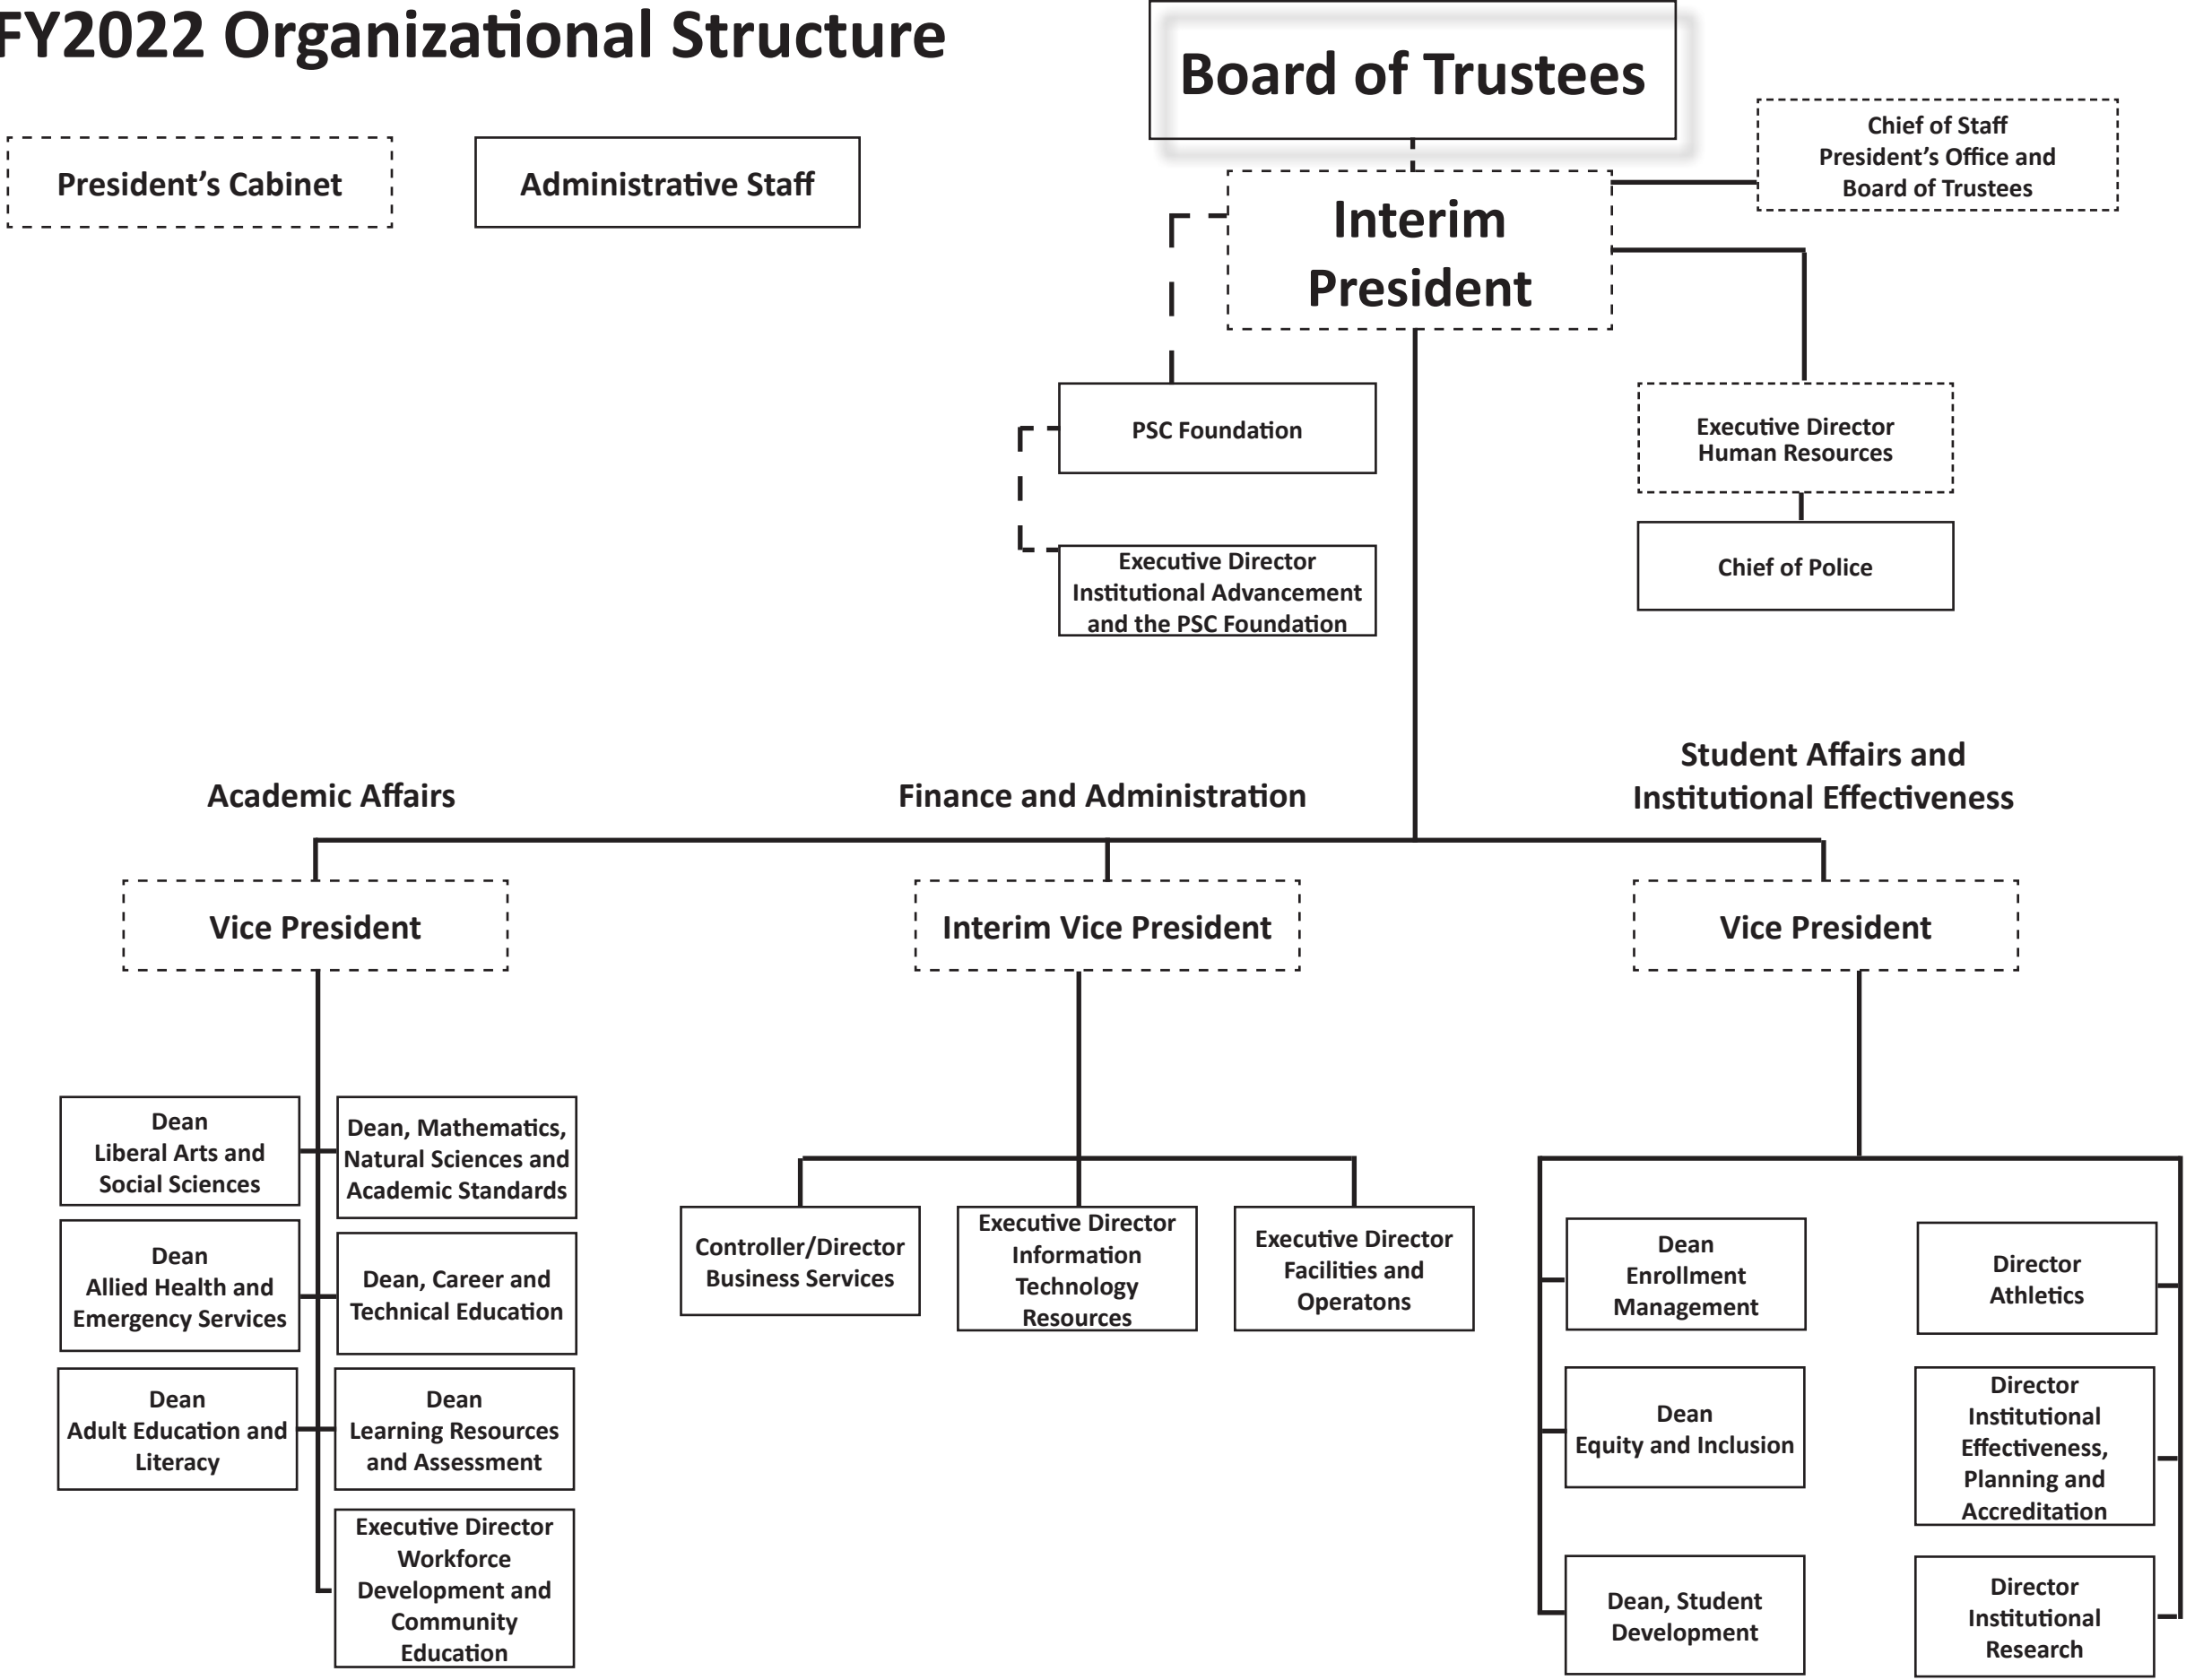 FY2022 Organizational Structure
Board of Trustees
President's Cabinet
Administrative Staff
Chief of Staff
President's Office and
Board of Trustees
Interim
President
PSC Foundation
Executive Director
Human Resources
Executive Director
Institutional Advancement
and the PSC Foundation
Chief of Police
Academic Affairs
Finance and Administration
Student Affairs and
Institutional Effectiveness
Vice President
Interim Vice President
Vice President
Dean
Liberal Arts and
Social Sciences
Dean, Mathematics,
Natural Sciences and
Academic Standards
Dean
Allied Health and
Emergency Services
Dean, Career and
Technical Education
Dean
Adult Education and
Literacy
Dean
Learning Resources
and Assessment
Executive Director
Workforce
Development and
Community
Education
Controller/Director
Business Services
Executive Director
Information
Technology
Resources
Executive Director
Facilities and
Operatons
Dean
Enrollment
Management
Director
Athletics
Dean
Equity and Inclusion
Director
Institutional
Effectiveness,
Planning and
Accreditation
Dean, Student
Development
Director
Institutional
Research